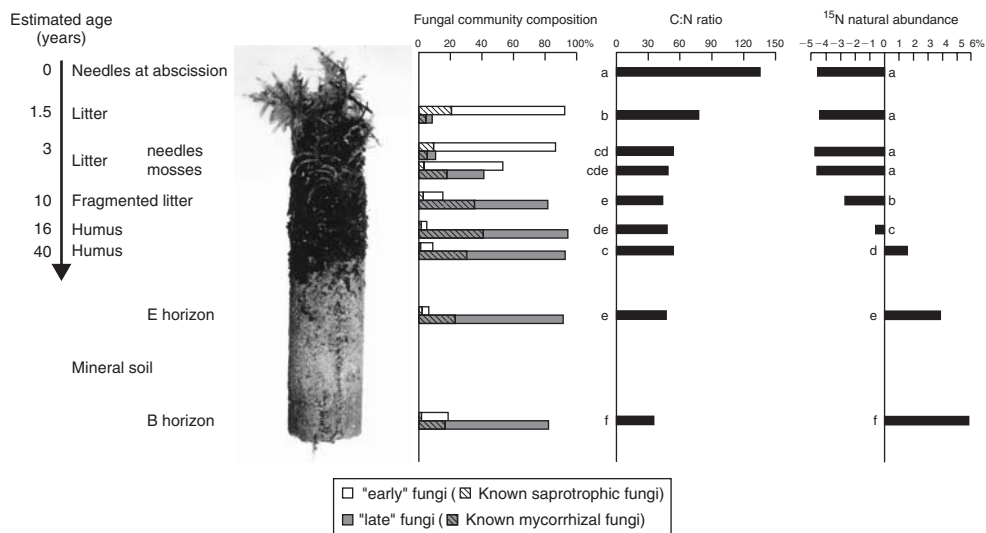 Estimated age
(years)
Fungal community composition
C:N ratio
15N natural abundance
0 20 40 60 80 100%
0 30 60 90 120 150
−5 −4 −3 −2 −1 0 1 2 3 4 5 6%
0 Needles at abscission a a
1.5 Litter b a
3 Litter needles cd a
mosses cde a
10 Fragmented litter e b
16 Humus de c
40 Humus c d
E horizon e e
Mineral soil
B horizon f f
"early" fungi ( Known saprotrophic fungi)
"late" fungi ( Known mycorrhizal fungi)